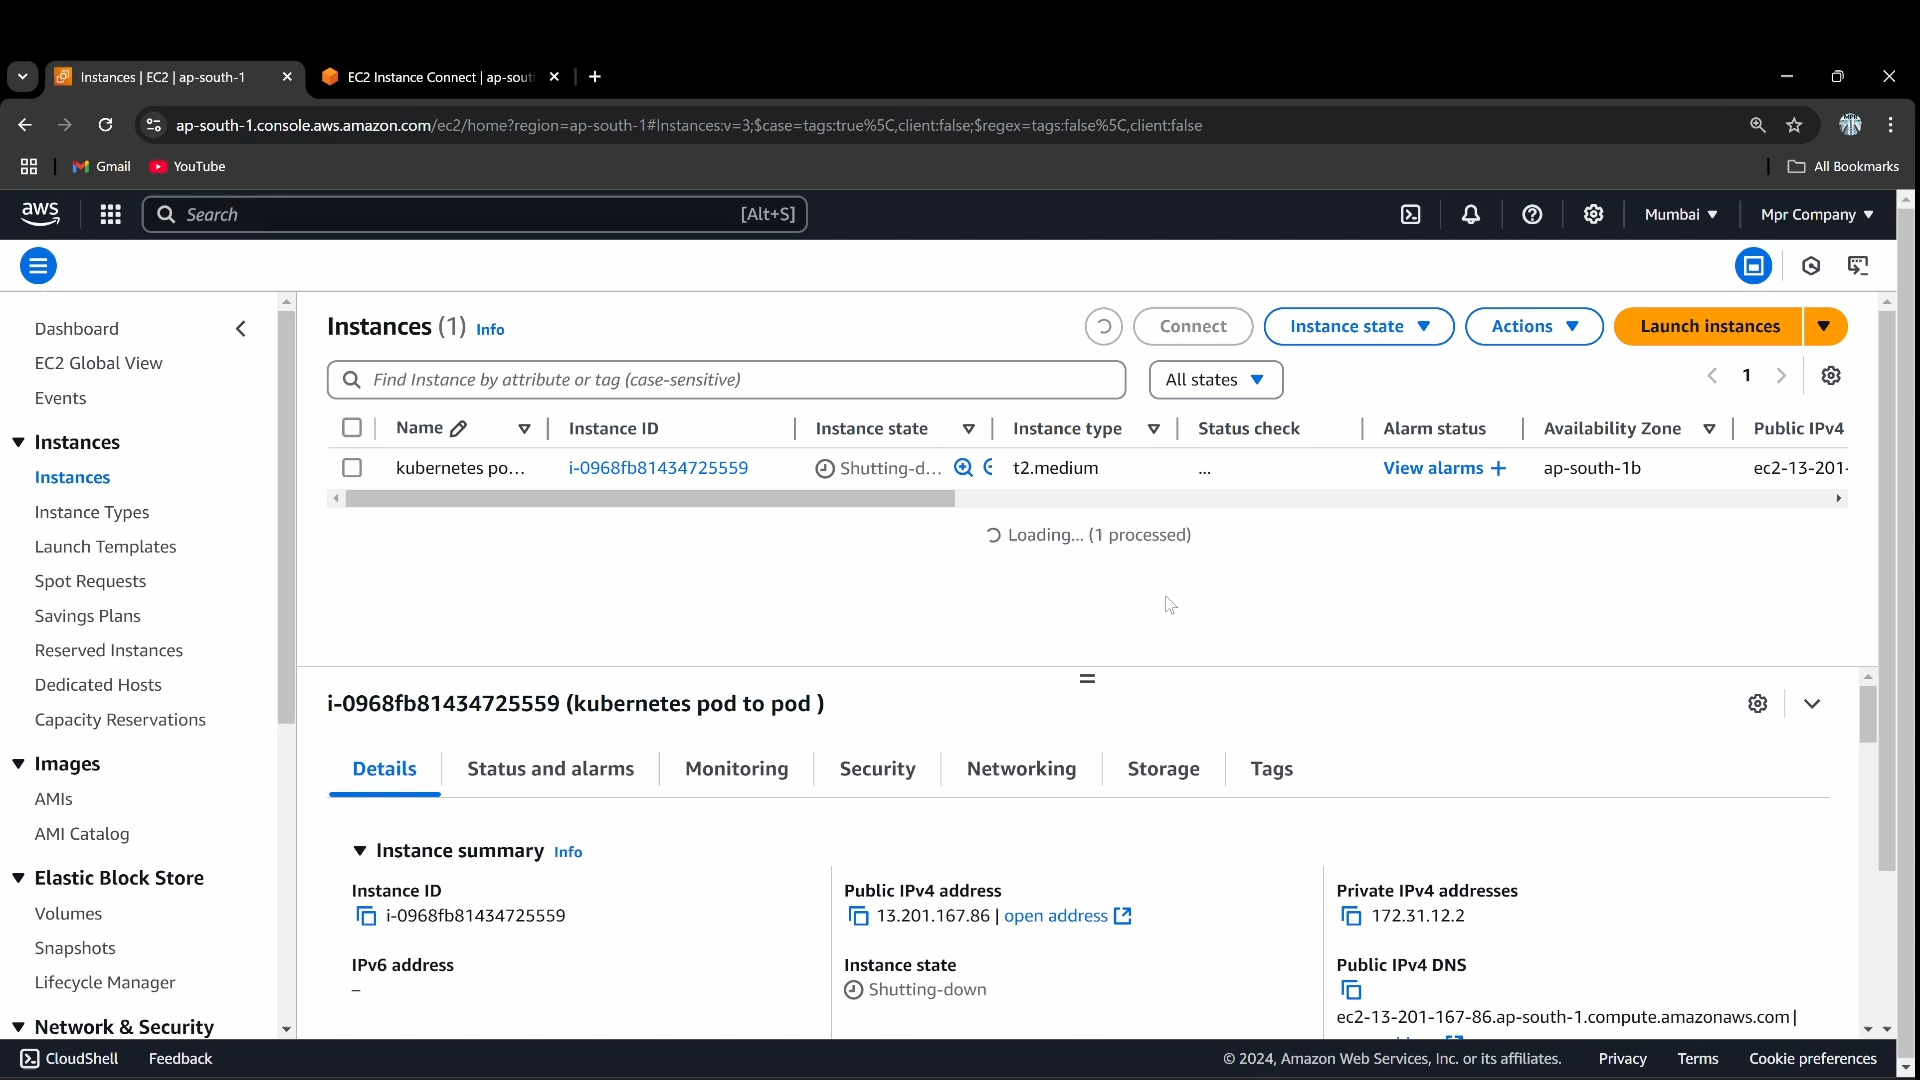 Instances | EC2 | ap-south-1
EC2 Instance Connect | ap-sout
ap-south-1.console.aws.amazon.com/ec2/home?region=ap-south-1#Instances:v=3;$case=tags:true%5C,client:false;$regex=tags:false%5C,client:false
Gmail YouTube All Bookmarks
aws Search [Alt+S] Mumbai Mpr Company
Dashboard
EC2 Global View
Events
Instances
Instances
Instance Types
Launch Templates
Spot Requests
Savings Plans
Reserved Instances
Dedicated Hosts
Capacity Reservations
Images
AMIs
AMI Catalog
Elastic Block Store
Volumes
Snapshots
Lifecycle Manager
Network & Security
Instances (1) Info Connect Instance state Actions Launch instances
Find Instance by attribute or tag (case-sensitive) All states 1
Name Instance ID Instance state Instance type Status check Alarm status Availability Zone Public IPv4
kubernetes po... i-0968fb81434725559 Shutting-d... t2.medium ... View alarms + ap-south-1b ec2-13-201-
Loading... (1 processed)
i-0968fb81434725559 (kubernetes pod to pod )
Details Status and alarms Monitoring Security Networking Storage Tags
Instance summary Info
Instance ID
i-0968fb81434725559
IPv6 address
–
Public IPv4 address
13.201.167.86 | open address
Instance state
Shutting-down
Private IPv4 addresses
172.31.12.2
Public IPv4 DNS
ec2-13-201-167-86.ap-south-1.compute.amazonaws.com |
CloudShell Feedback © 2024, Amazon Web Services, Inc. or its affiliates. Privacy Terms Cookie preferences